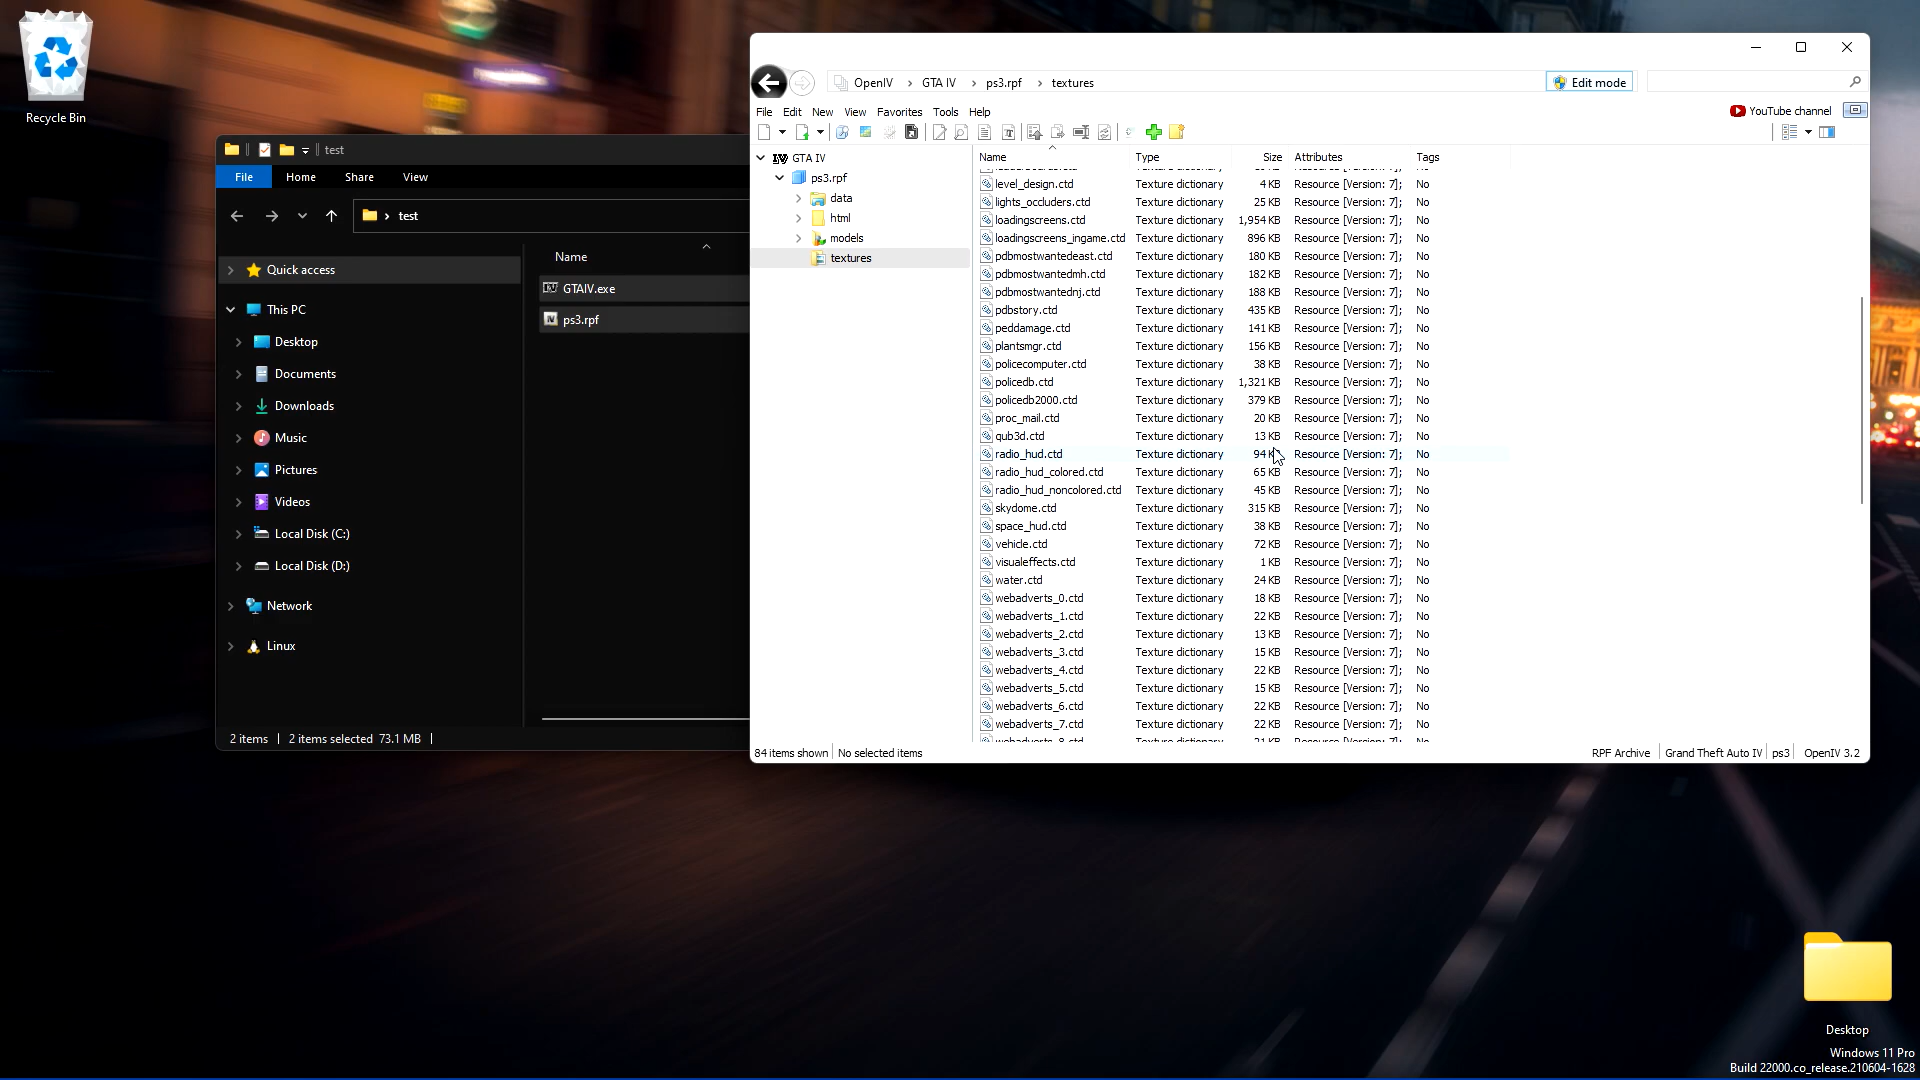 Recycle Bin
test
File Home Share View
test
Quick access
This PC
Desktop
Documents
Downloads
Music
Pictures
Videos
Local Disk (C:)
Local Disk (D:)
Network
Linux
Name
GTAIV.exe
ps3.rpf
2 items 2 items selected 73.1 MB
OpenIV GTA IV ps3.rpf textures
Edit mode
File Edit New View Favorites Tools Help
YouTube channel
IV GTA IV
ps3.rpf
data
html
models
textures
Name Type Size Attributes Tags
level_design.ctd Texture dictionary 4 KB Resource [Version: 7]; No
lights_occluders.ctd Texture dictionary 25 KB Resource [Version: 7]; No
loadingscreens.ctd Texture dictionary 1,954 KB Resource [Version: 7]; No
loadingscreens_ingame.ctd Texture dictionary 896 KB Resource [Version: 7]; No
pdbmostwantedeast.ctd Texture dictionary 180 KB Resource [Version: 7]; No
pdbmostwantedmh.ctd Texture dictionary 182 KB Resource [Version: 7]; No
pdbmostwantednj.ctd Texture dictionary 188 KB Resource [Version: 7]; No
pdbstory.ctd Texture dictionary 435 KB Resource [Version: 7]; No
peddamage.ctd Texture dictionary 141 KB Resource [Version: 7]; No
plantsmgr.ctd Texture dictionary 156 KB Resource [Version: 7]; No
policecomputer.ctd Texture dictionary 38 KB Resource [Version: 7]; No
policedb.ctd Texture dictionary 1,321 KB Resource [Version: 7]; No
policedb2000.ctd Texture dictionary 379 KB Resource [Version: 7]; No
proc_mail.ctd Texture dictionary 20 KB Resource [Version: 7]; No
qub3d.ctd Texture dictionary 13 KB Resource [Version: 7]; No
radio_hud.ctd Texture dictionary 94 KB Resource [Version: 7]; No
radio_hud_colored.ctd Texture dictionary 65 KB Resource [Version: 7]; No
radio_hud_noncolored.ctd Texture dictionary 45 KB Resource [Version: 7]; No
skydome.ctd Texture dictionary 315 KB Resource [Version: 7]; No
space_hud.ctd Texture dictionary 38 KB Resource [Version: 7]; No
vehicle.ctd Texture dictionary 72 KB Resource [Version: 7]; No
visualeffects.ctd Texture dictionary 1 KB Resource [Version: 7]; No
water.ctd Texture dictionary 24 KB Resource [Version: 7]; No
webadverts_0.ctd Texture dictionary 18 KB Resource [Version: 7]; No
webadverts_1.ctd Texture dictionary 22 KB Resource [Version: 7]; No
webadverts_2.ctd Texture dictionary 13 KB Resource [Version: 7]; No
webadverts_3.ctd Texture dictionary 15 KB Resource [Version: 7]; No
webadverts_4.ctd Texture dictionary 22 KB Resource [Version: 7]; No
webadverts_5.ctd Texture dictionary 15 KB Resource [Version: 7]; No
webadverts_6.ctd Texture dictionary 22 KB Resource [Version: 7]; No
webadverts_7.ctd Texture dictionary 22 KB Resource [Version: 7]; No
84 items shown No selected items RPF Archive Grand Theft Auto IV ps3 OpenIV 3.2
Desktop
Windows 11 Pro
Build 22000.co_release.210604-1628